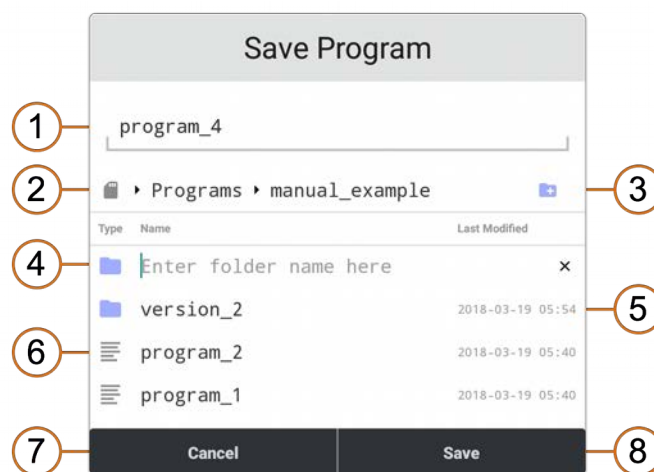 Save Program
1 program_4
2 Programs manual_example 3
Type Name Last Modified
4 Enter folder name here ×
version_2 2018-03-19 05:54 5
6 program_2 2018-03-19 05:40
program_1 2018-03-19 05:40
7 Cancel Save 8